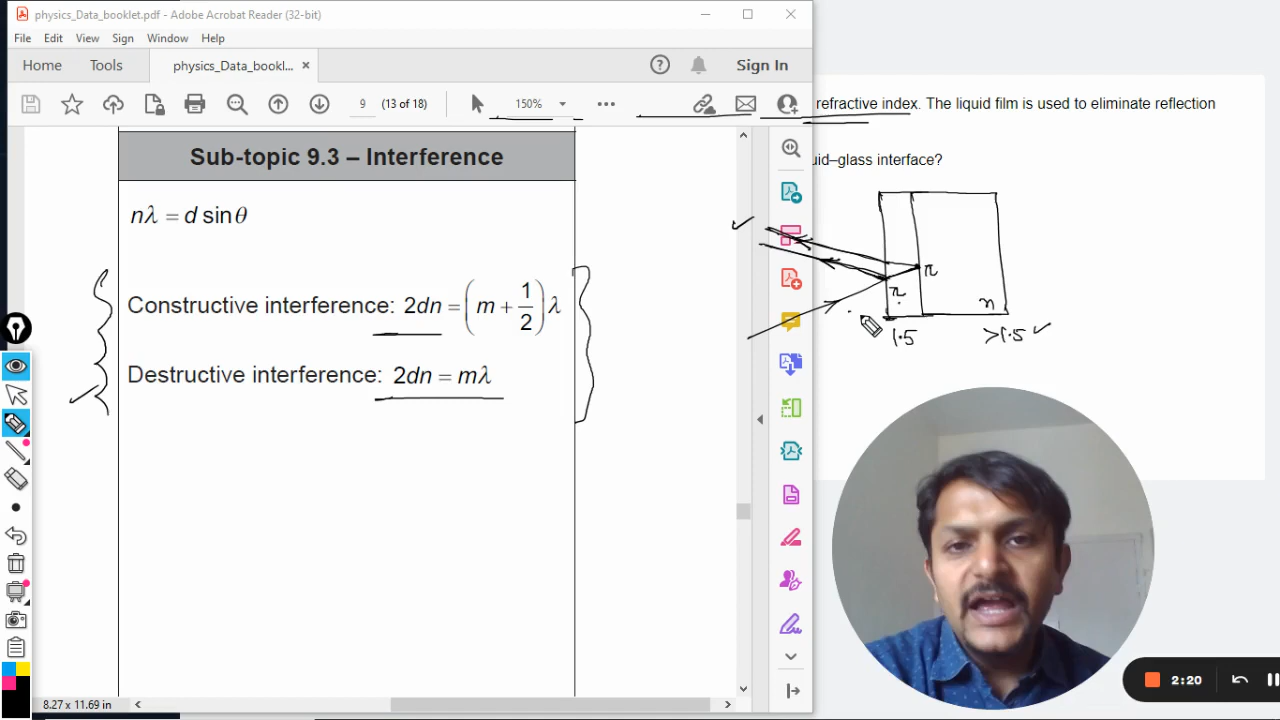 physics_Data_booklet.pdf - Adobe Acrobat Reader (32-bit)
File Edit View Sign Window Help
Home Tools physics_Data_bookl... × Sign In
9 (13 of 18) 150%
Sub-topic 9.3 – Interference
nλ = d sinθ
Constructive interference: 2dn = (m + 1/2) λ
Destructive interference: 2dn = mλ
8.27 x 11.69 in
refractive index. The liquid film is used to eliminate reflection
uid–glass interface?
π
π
n
1.5 >1.5 ✓
2:20